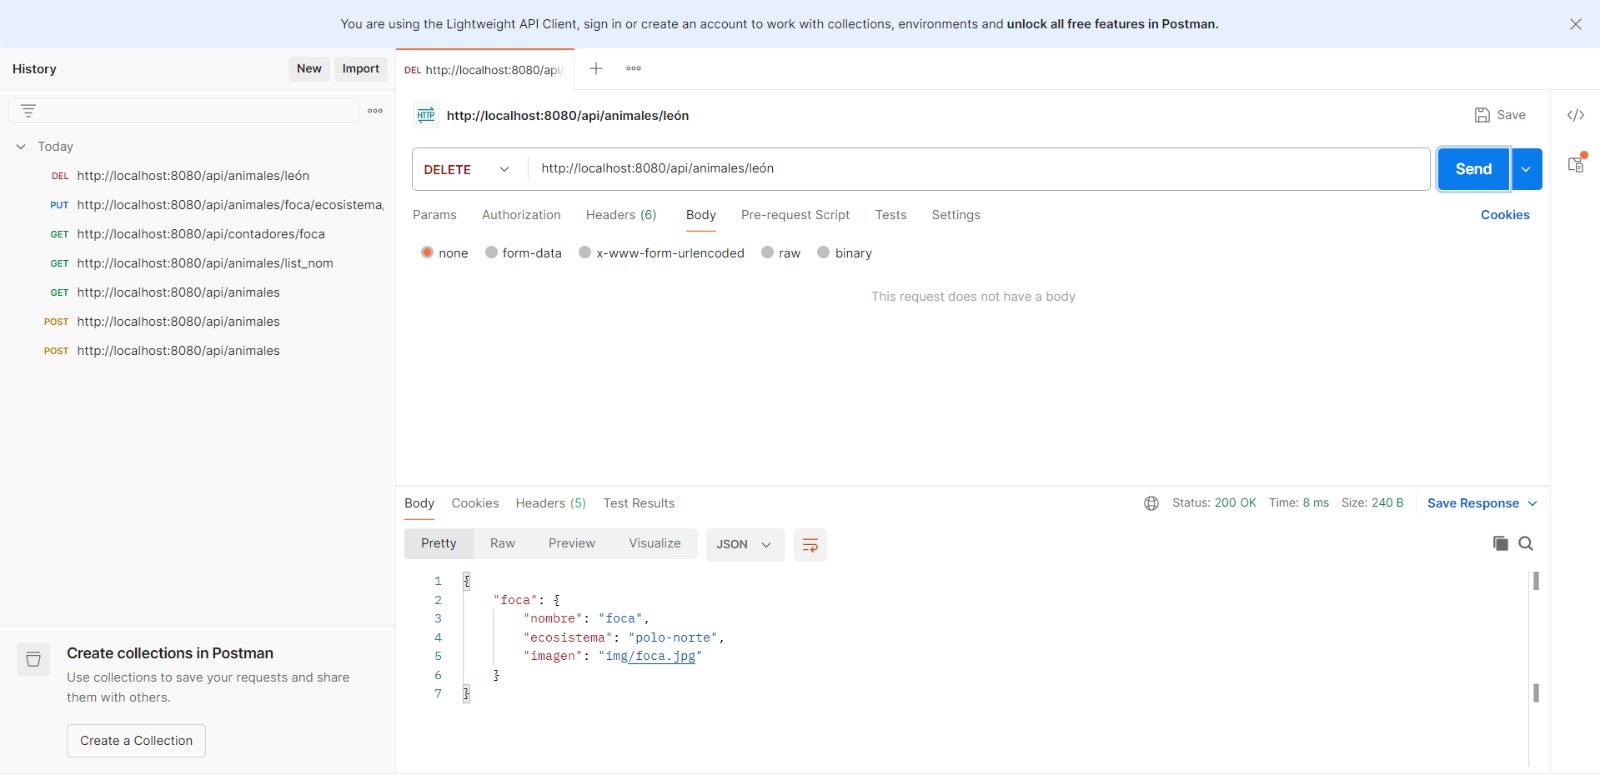 You are using the Lightweight API Client, sign in or create an account to work with collections, environments and unlock all free features in Postman.
History
New
Import
Today
DEL http://localhost:8080/api/animales/león
PUT http://localhost:8080/api/animales/foca/ecosistema,
GET http://localhost:8080/api/contadores/foca
GET http://localhost:8080/api/animales/list_nom
GET http://localhost:8080/api/animales
POST http://localhost:8080/api/animales
POST http://localhost:8080/api/animales
Create collections in Postman
Use collections to save your requests and share
them with others.
Create a Collection
DEL http://localhost:8080/api/
HTTP http://localhost:8080/api/animales/león
Save
DELETE http://localhost:8080/api/animales/león
Send
Params Authorization Headers (6) Body Pre-request Script Tests Settings
Cookies
none form-data x-www-form-urlencoded raw binary
This request does not have a body
Body Cookies Headers (5) Test Results
Status: 200 OK Time: 8 ms Size: 240 B Save Response
Pretty Raw Preview Visualize JSON
1 {
2 "foca": {
3 "nombre": "foca",
4 "ecosistema": "polo-norte",
5 "imagen": "img/foca.jpg"
6 }
7 }